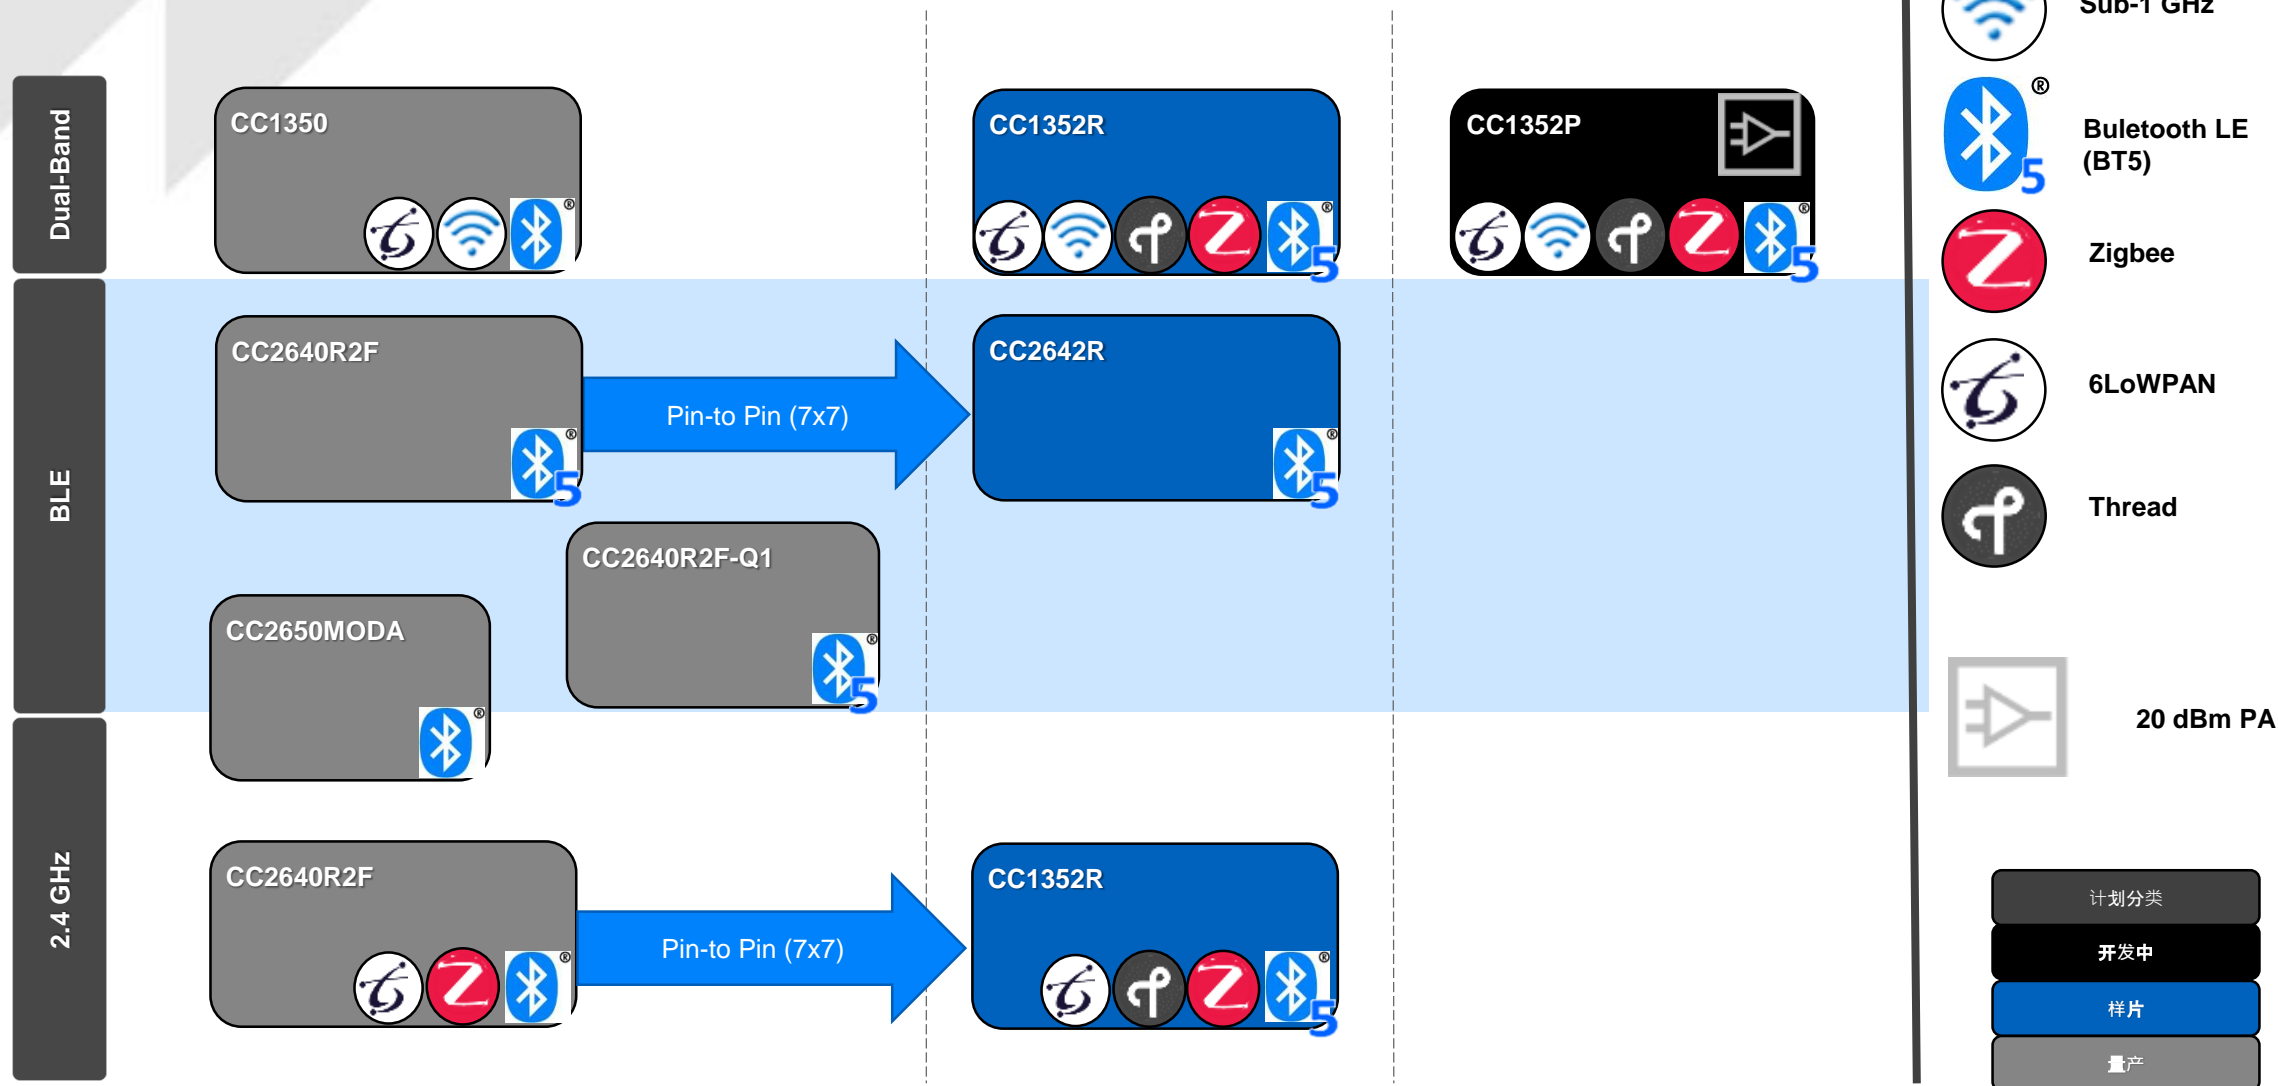 Sub-1 GHz
Dual-Band
CC1350
CC1352R
CC1352P
Buletooth LE
(BT5)
Zigbee
BLE
CC2640R2F
Pin-to Pin (7x7)
CC2642R
6LoWPAN
CC2640R2F-Q1
Thread
CC2650MODA
20 dBm PA
2.4 GHz
CC2640R2F
Pin-to Pin (7x7)
CC1352R
计划分类
开发中
样片
量产